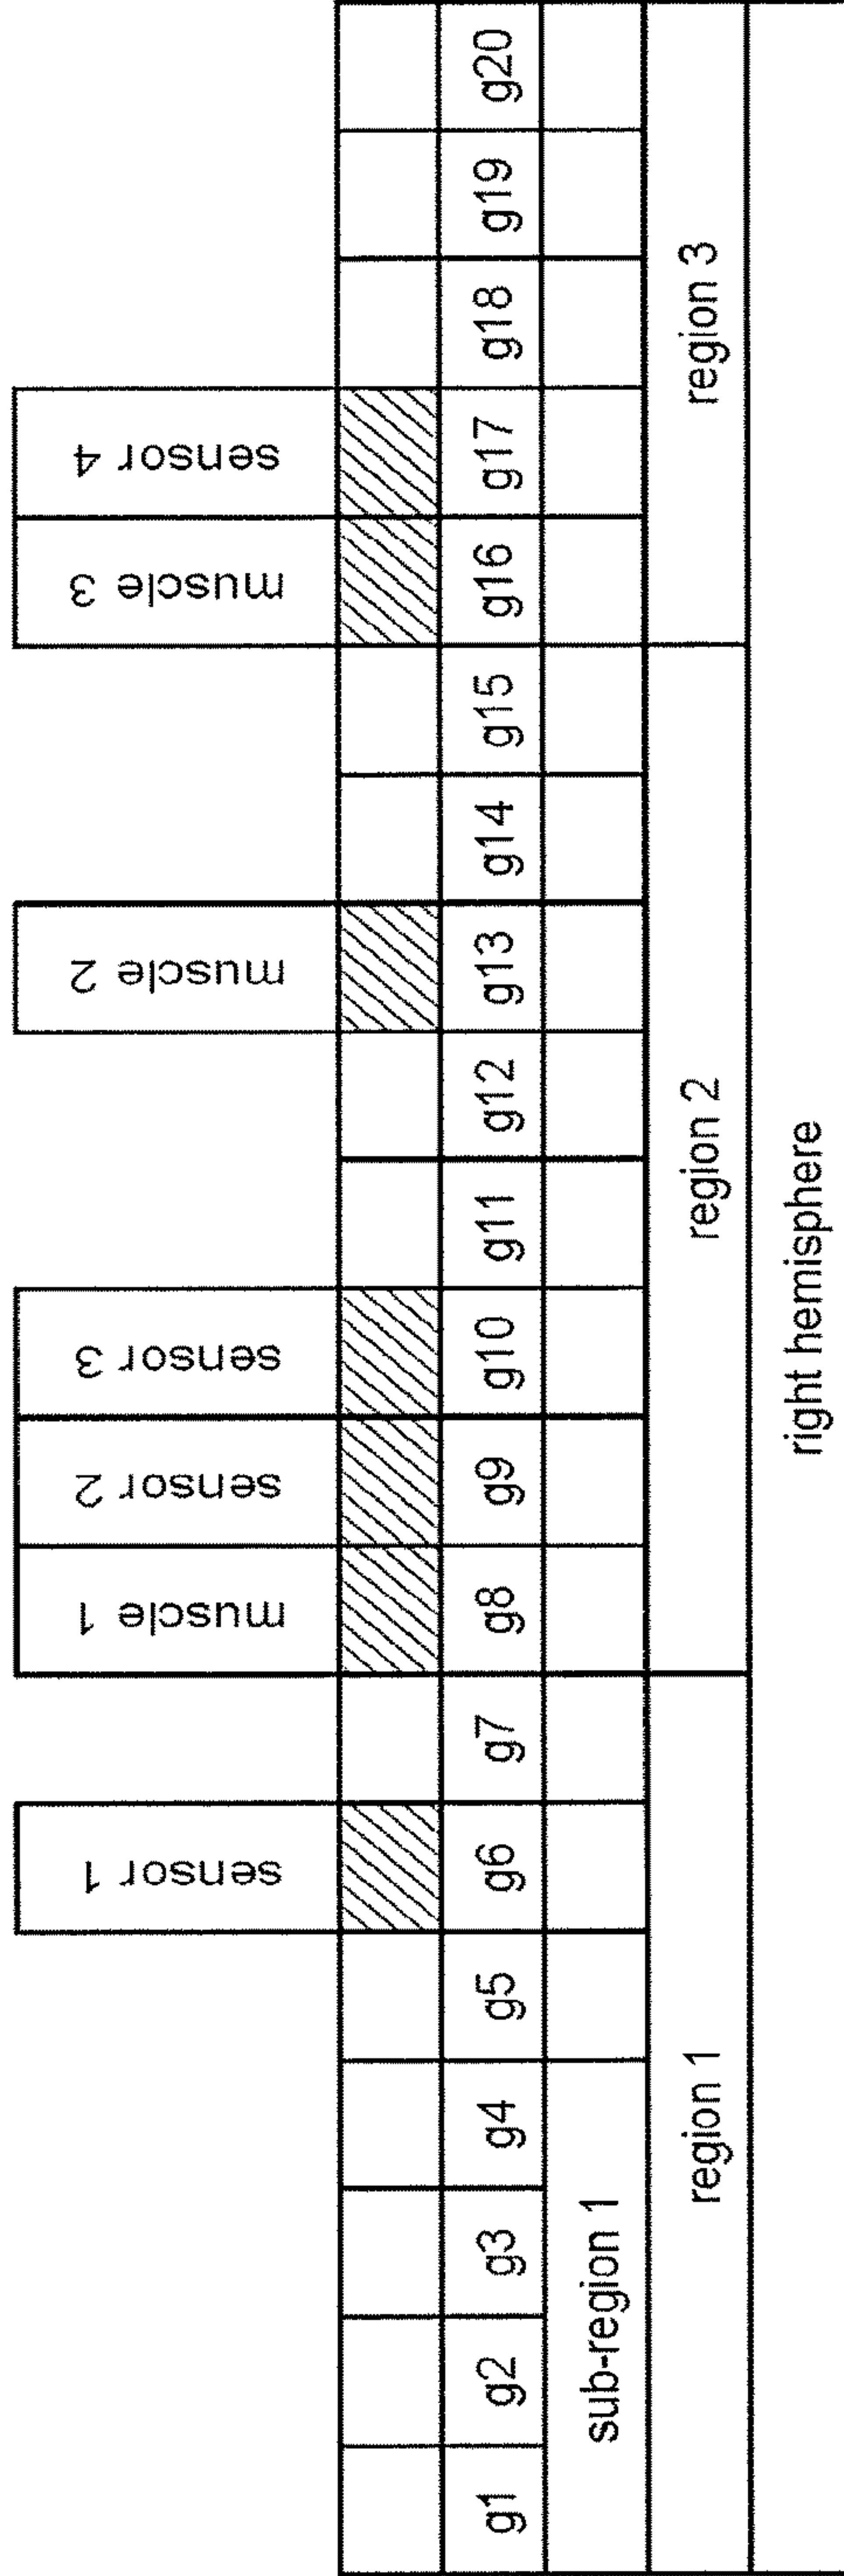 sensor 1
muscle 1
sensor 2
sensor 3
muscle 2
muscle 3
sensor 4
g1 g2 g3 g4 g5 g6 g7 g8 g9 g10 g11 g12 g13 g14 g15 g16 g17 g18 g19 g20
sub-region 1
region 1 region 2 region 3
right hemisphere